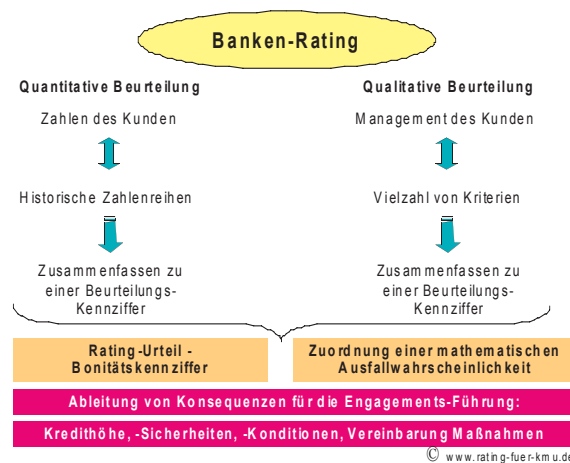 Banken-Rating
Quantitative Beurteilung
Zahlen des Kunden
Historische Zahlenreihen
Zusammenfassen zu
einer Beurteilungs-
Kennziffer
Qualitative Beurteilung
Management des Kunden
Vielzahl von Kriterien
Zusammenfassen zu
einer Beurteilungs-
Kennziffer
Rating-Urteil -
Bonitätskennziffer
Zuordnung einer mathematischen
Ausfallwahrscheinlichkeit
Ableitung von Konsequenzen für die Engagements-Führung:
Kredithöhe, -Sicherheiten, -Konditionen, Vereinbarung Maßnahmen
© www.rating-fuer-kmu.de